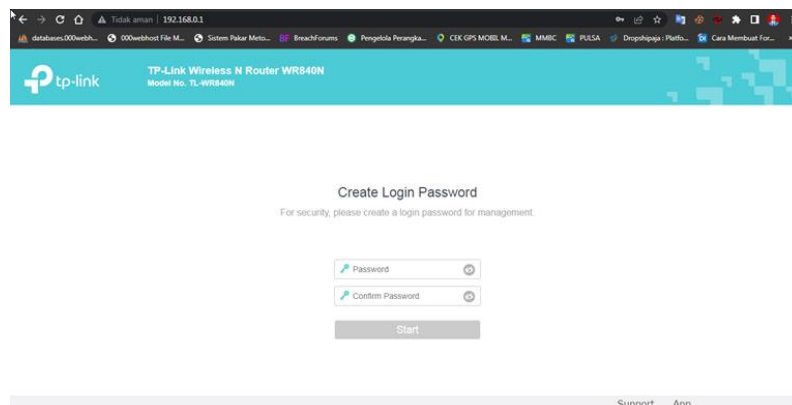 Tidak aman | 192.168.0.1
databases.000webh... 000webhost File M... Sistem Pakar Meto... BF BreachForums Pengelola Perangka... CEK GPS MOBIL M... MMBC PULSA Dropshipaja : Platfo... Cara Membuat For...
tp-link
TP-Link Wireless N Router WR840N
Model No. TL-WR840N
Create Login Password
For security, please create a login password for management.
Password
Confirm Password
Start
Support App